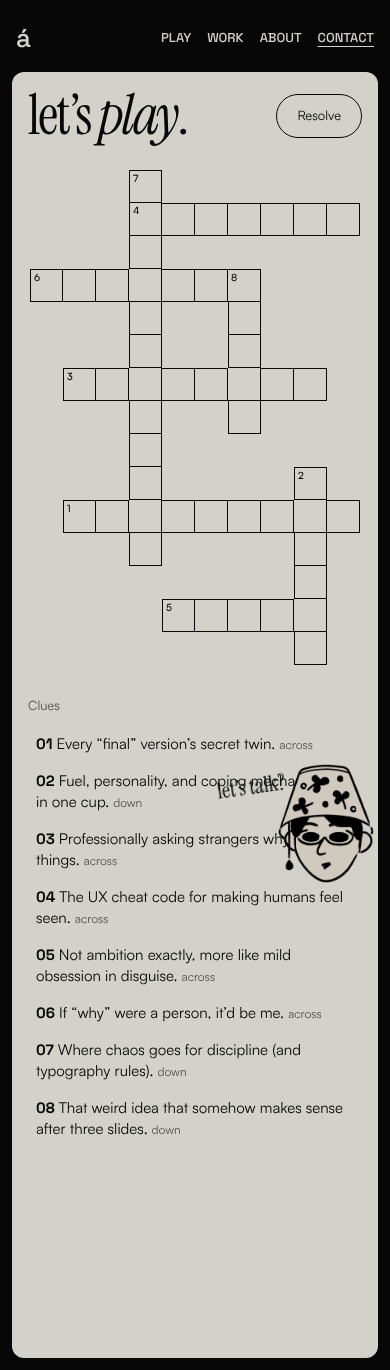 á
PLAY WORK ABOUT CONTACT
let's play.
Resolve
7
4
6 8
3
2
1
5
Clues
01 Every “final” version’s secret twin. across
02 Fuel, personality, and coping mecha
let's talk?
in one cup. down
03 Professionally asking strangers why
things. across
04 The UX cheat code for making humans feel
seen. across
05 Not ambition exactly, more like mild
obsession in disguise. across
06 If “why” were a person, it’d be me. across
07 Where chaos goes for discipline (and
typography rules). down
08 That weird idea that somehow makes sense
after three slides. down